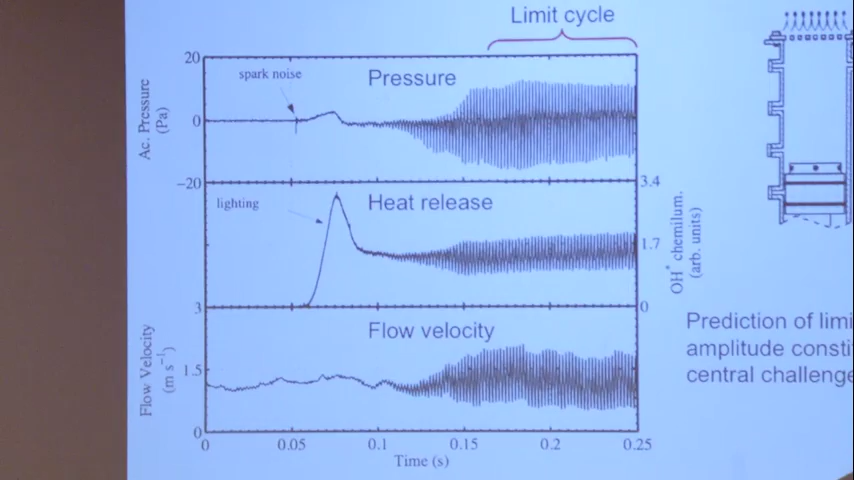 Limit cycle
20
spark noise
Pressure
Ac. Pressure
(Pa)
0
−20
3.4
lighting
Heat release
1.7
OH* chemilum.
(arb. units)
3
0
Flow velocity
Flow Velocity
(m s⁻¹)
1.5
0
0
0.05
0.1
0.15
0.2
0.25
Time (s)
Prediction of limi
amplitude consti
central challenge